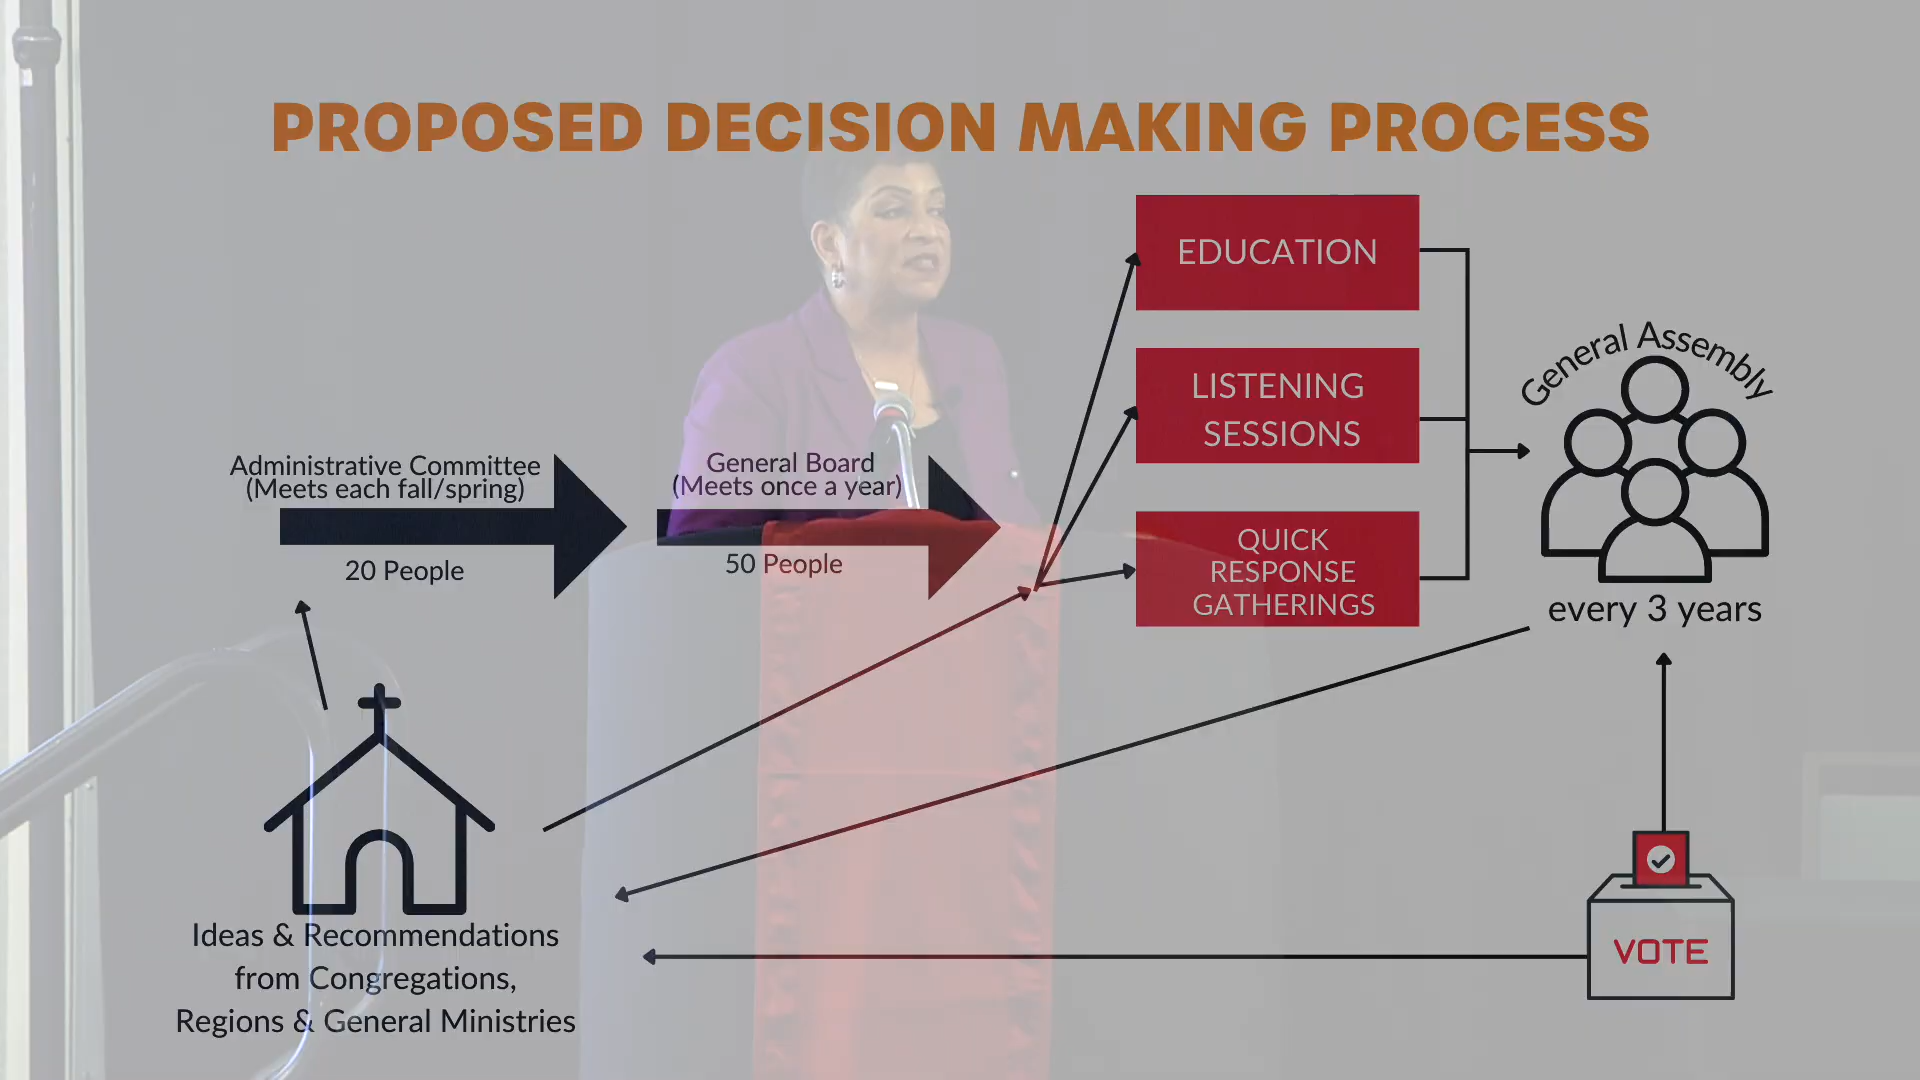 PROPOSED DECISION MAKING PROCESS
Administrative Committee
(Meets each fall/spring)
20 People
General Board
(Meets once a year)
50 People
EDUCATION
LISTENING
SESSIONS
QUICK
RESPONSE
GATHERINGS
General Assembly
every 3 years
VOTE
Ideas & Recommendations
from Congregations,
Regions & General Ministries